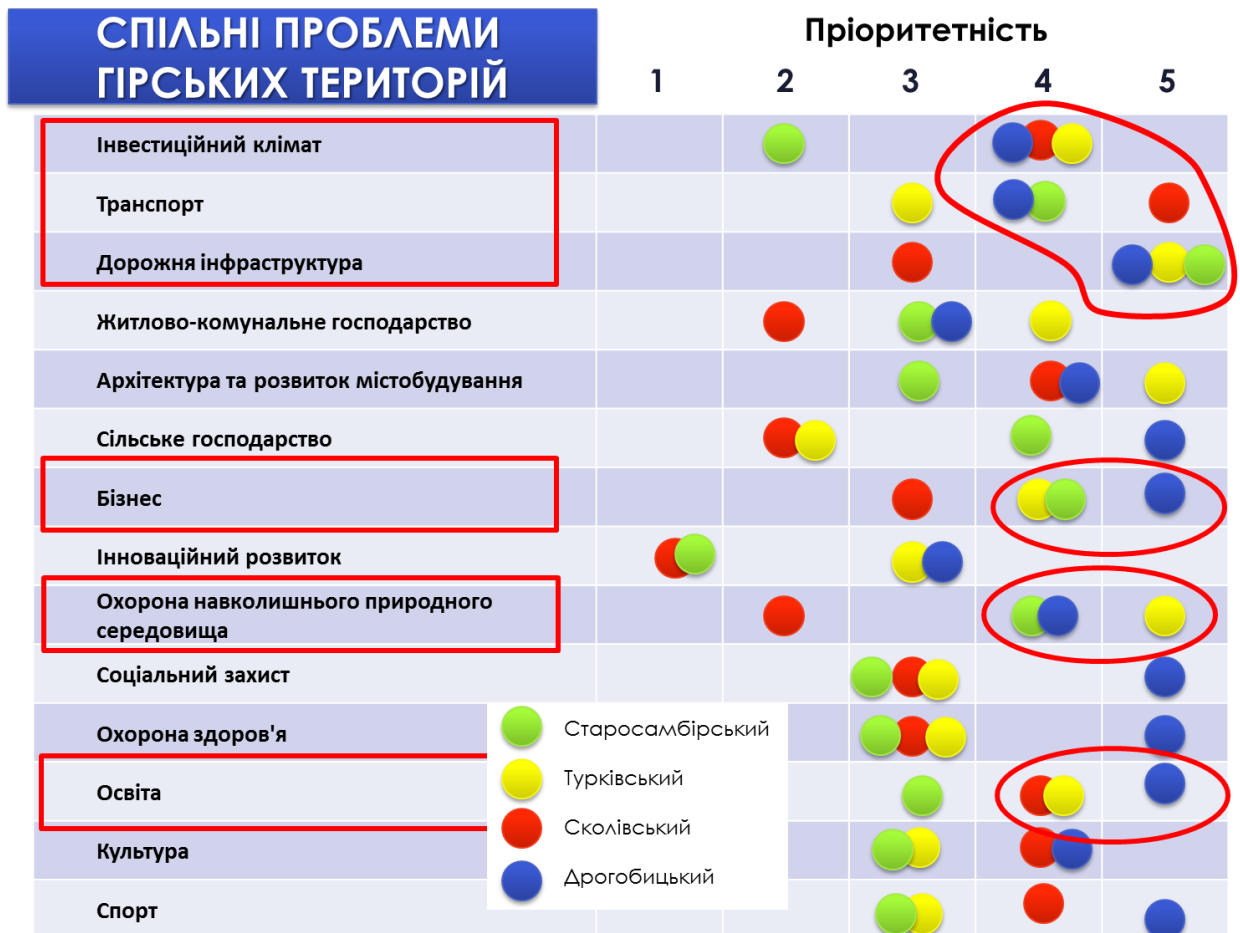 СПІЛЬНІ ПРОБЛЕМИ
ГІРСЬКИХ ТЕРИТОРІЙ
Пріоритетність
1 2 3 4 5
Інвестиційний клімат
Транспорт
Дорожня інфраструктура
Житлово-комунальне господарство
Архітектура та розвиток містобудування
Сільське господарство
Бізнес
Інноваційний розвиток
Охорона навколишнього природного
середовища
Соціальний захист
Охорона здоров'я
Освіта
Культура
Спорт
Старосамбірський
Турківський
Сколівський
Дрогобицький